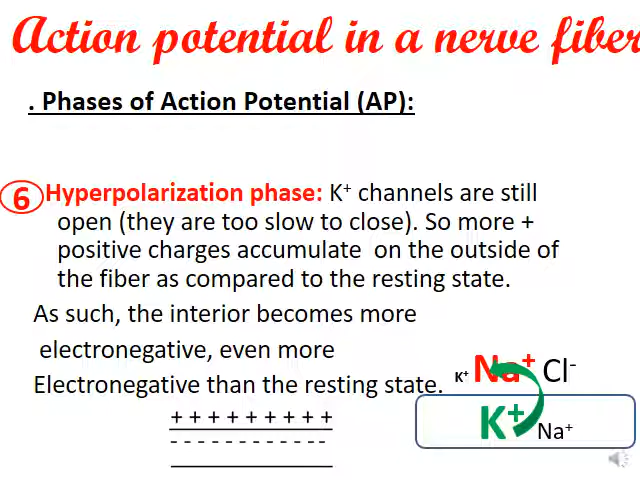 Action potential in a nerve fiber
. Phases of Action Potential (AP):
6 Hyperpolarization phase: K⁺ channels are still
open (they are too slow to close). So more +
positive charges accumulate on the outside of
the fiber as compared to the resting state.
As such, the interior becomes more
electronegative, even more
Electronegative than the resting state.
K⁺ Na⁺ Cl⁻
K⁺ Na⁺
+ + + + + + + + +
- - - - - - - - - - - -